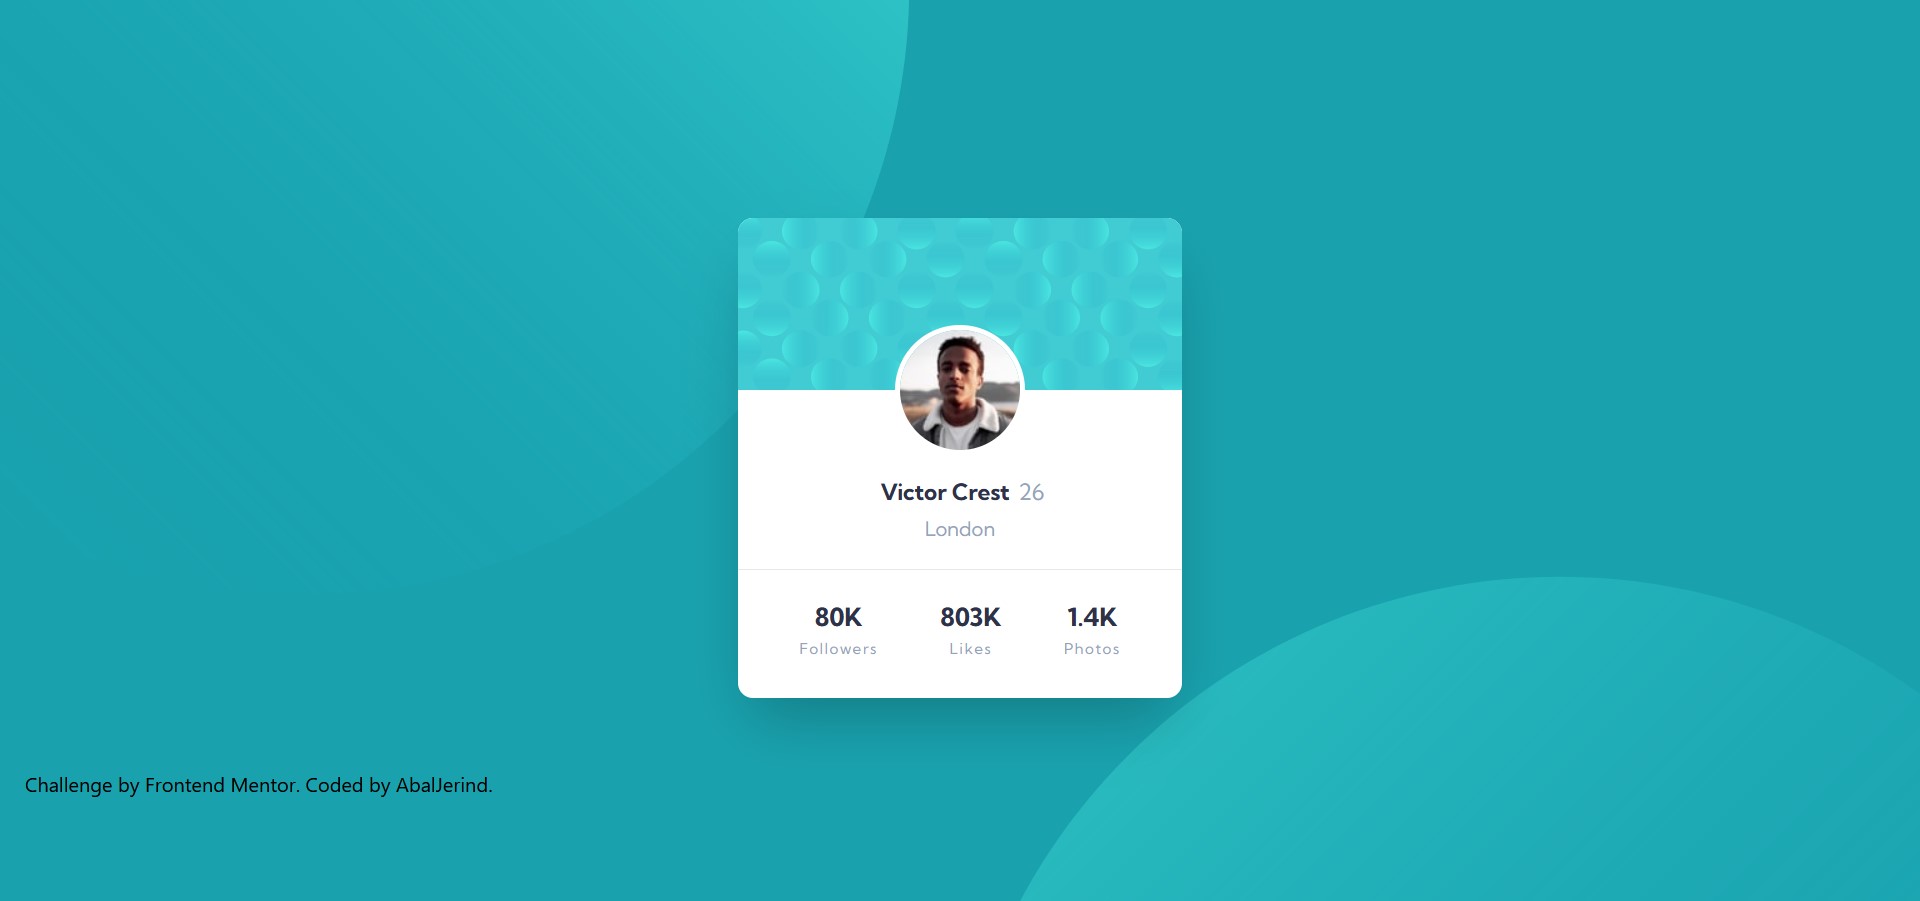 Victor Crest 26
London
80K 803K 1.4K
Followers Likes Photos
Challenge by Frontend Mentor. Coded by AbalJerind.